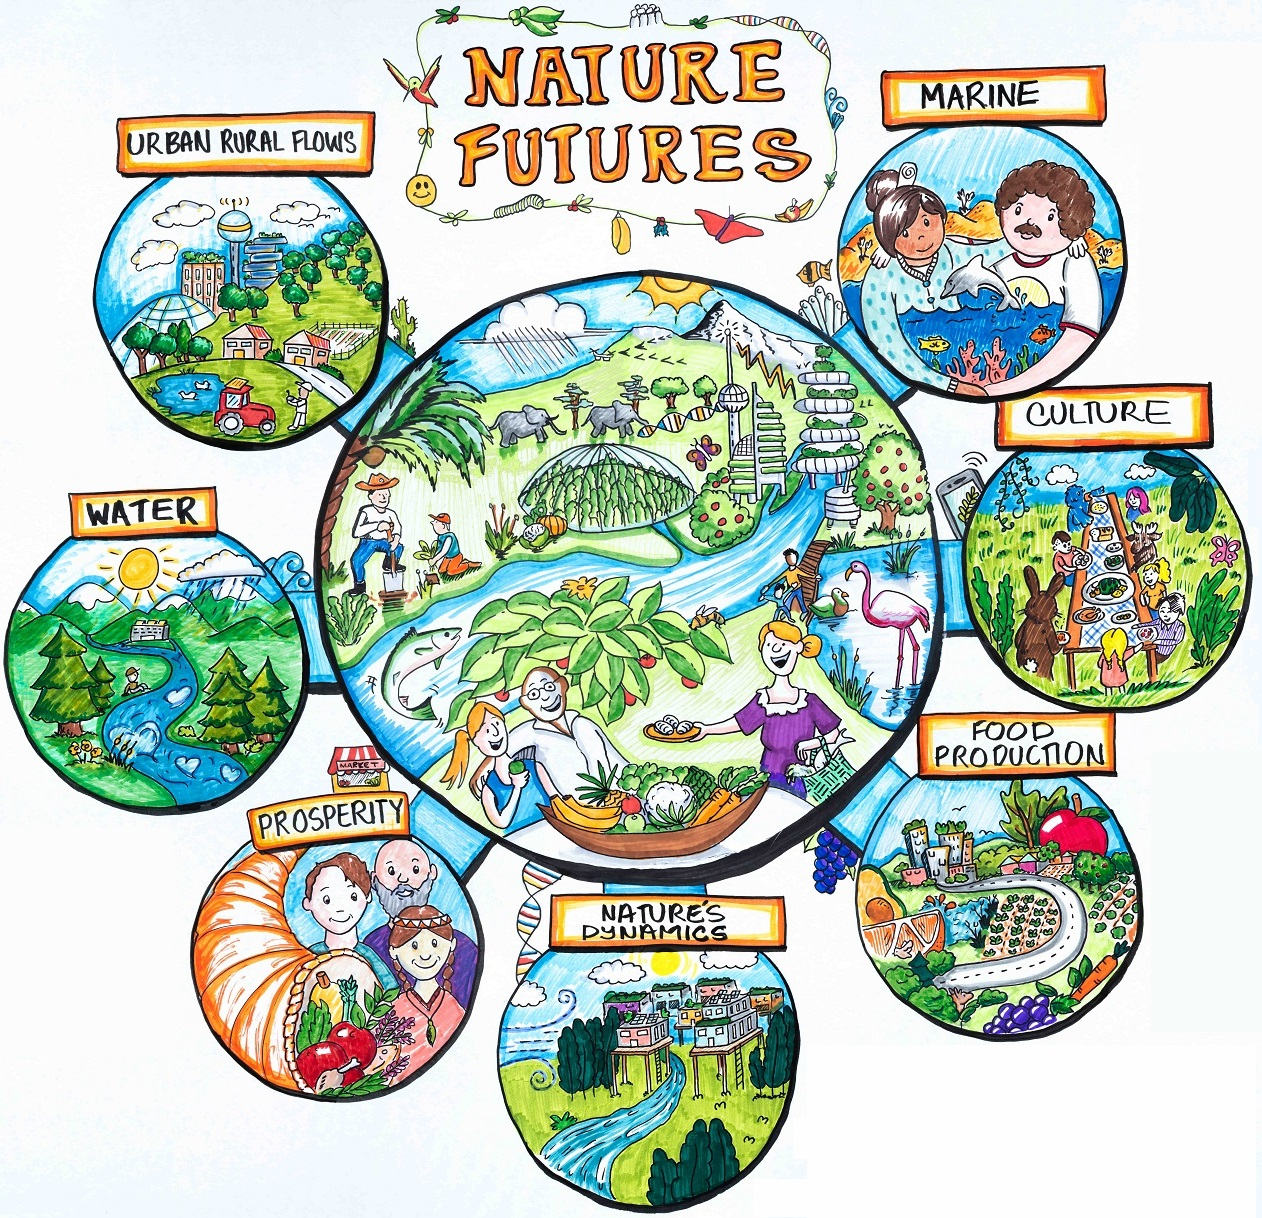 NATURE
FUTURES
MARINE
URBAN RURAL FLOWS
CULTURE
WATER
FOOD
PRODUCTION
MARKET
PROSPERITY
NATURE'S
DYNAMICS